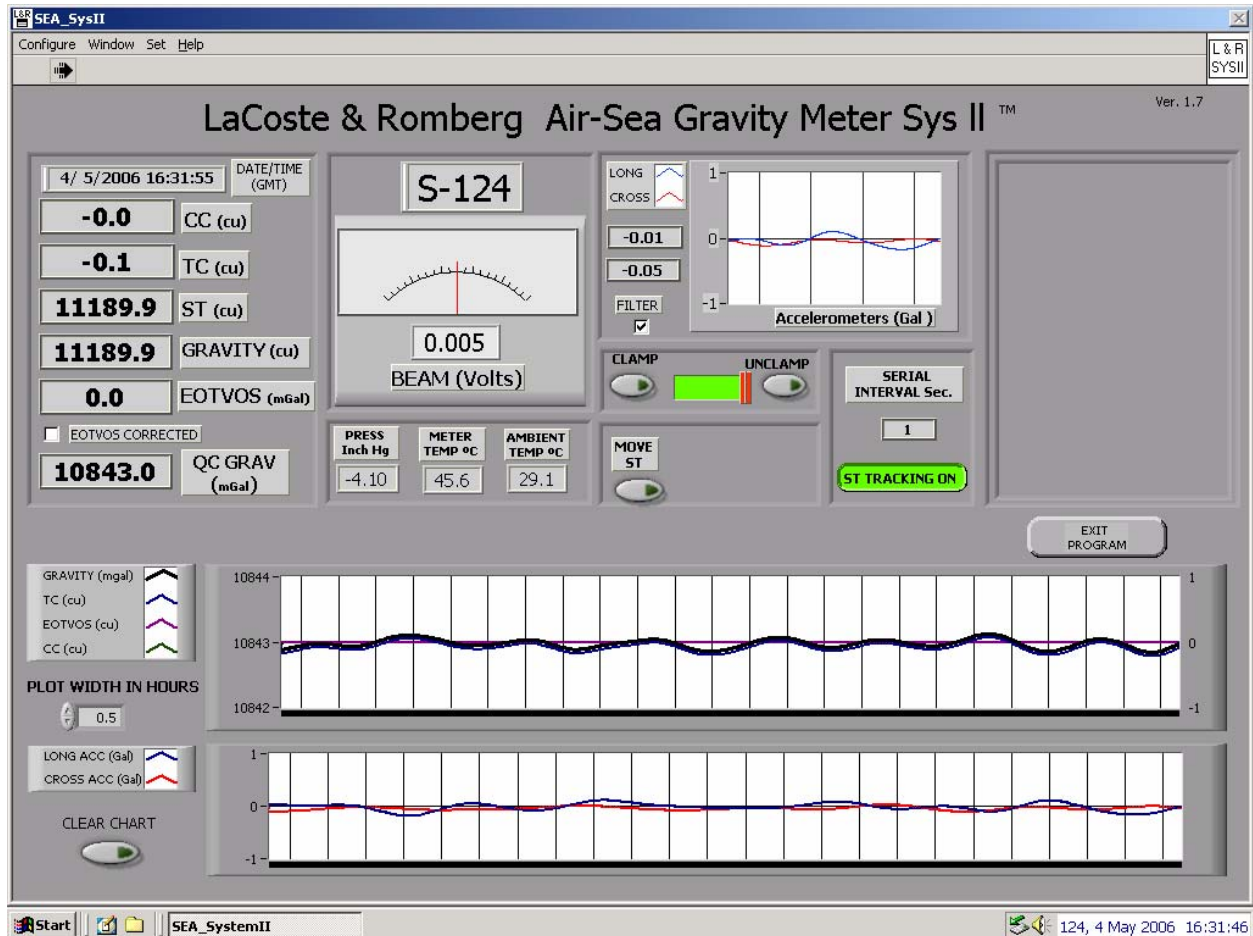 L&R SEA_SysII
Configure Window Set Help
L & R
SYSII
LaCoste & Romberg Air-Sea Gravity Meter Sys ll ™
Ver. 1.7
4/ 5/2006 16:31:55
DATE/TIME
(GMT)
-0.0 CC (cu)
-0.1 TC (cu)
11189.9 ST (cu)
11189.9 GRAVITY (cu)
0.0 EOTVOS (mGal)
EOTVOS CORRECTED
10843.0 QC GRAV
(mGal)
S-124
0.005
BEAM (Volts)
PRESS
Inch Hg
-4.10
METER
TEMP ºC
45.6
AMBIENT
TEMP ºC
29.1
LONG
CROSS
-0.01
-0.05
FILTER
1
0
-1
Accelerometers (Gal )
CLAMP
UNCLAMP
MOVE
ST
SERIAL
INTERVAL Sec.
1
ST TRACKING ON
EXIT
PROGRAM
GRAVITY (mgal)
TC (cu)
EOTVOS (cu)
CC (cu)
10844
10843
10842
1
0
-1
PLOT WIDTH IN HOURS
0.5
LONG ACC (Gal)
CROSS ACC (Gal)
1
0
-1
CLEAR CHART
Start
SEA_SystemII
124, 4 May 2006 16:31:46